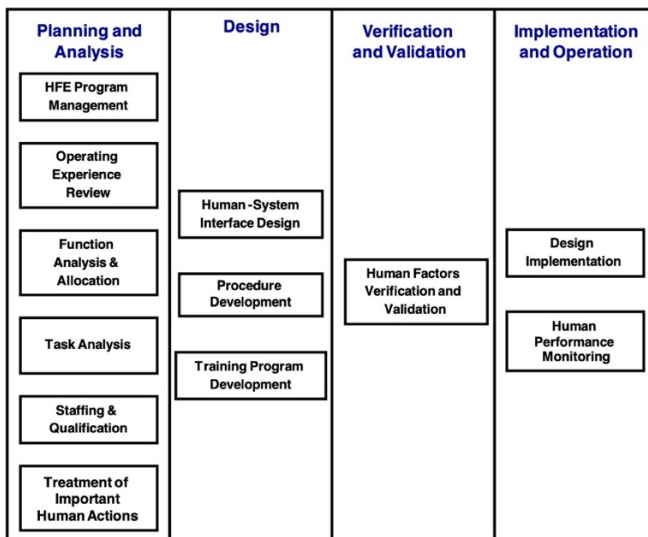 Planning and
Analysis
HFE Program
Management
Operating
Experience
Review
Function
Analysis &
Allocation
Task Analysis
Staffing &
Qualification
Treatment of
Important
Human Actions
Design
Human -System
Interface Design
Procedure
Development
Training Program
Development
Verification
and Validation
Human Factors
Verification and
Validation
Implementation
and Operation
Design
Implementation
Human
Performance
Monitoring